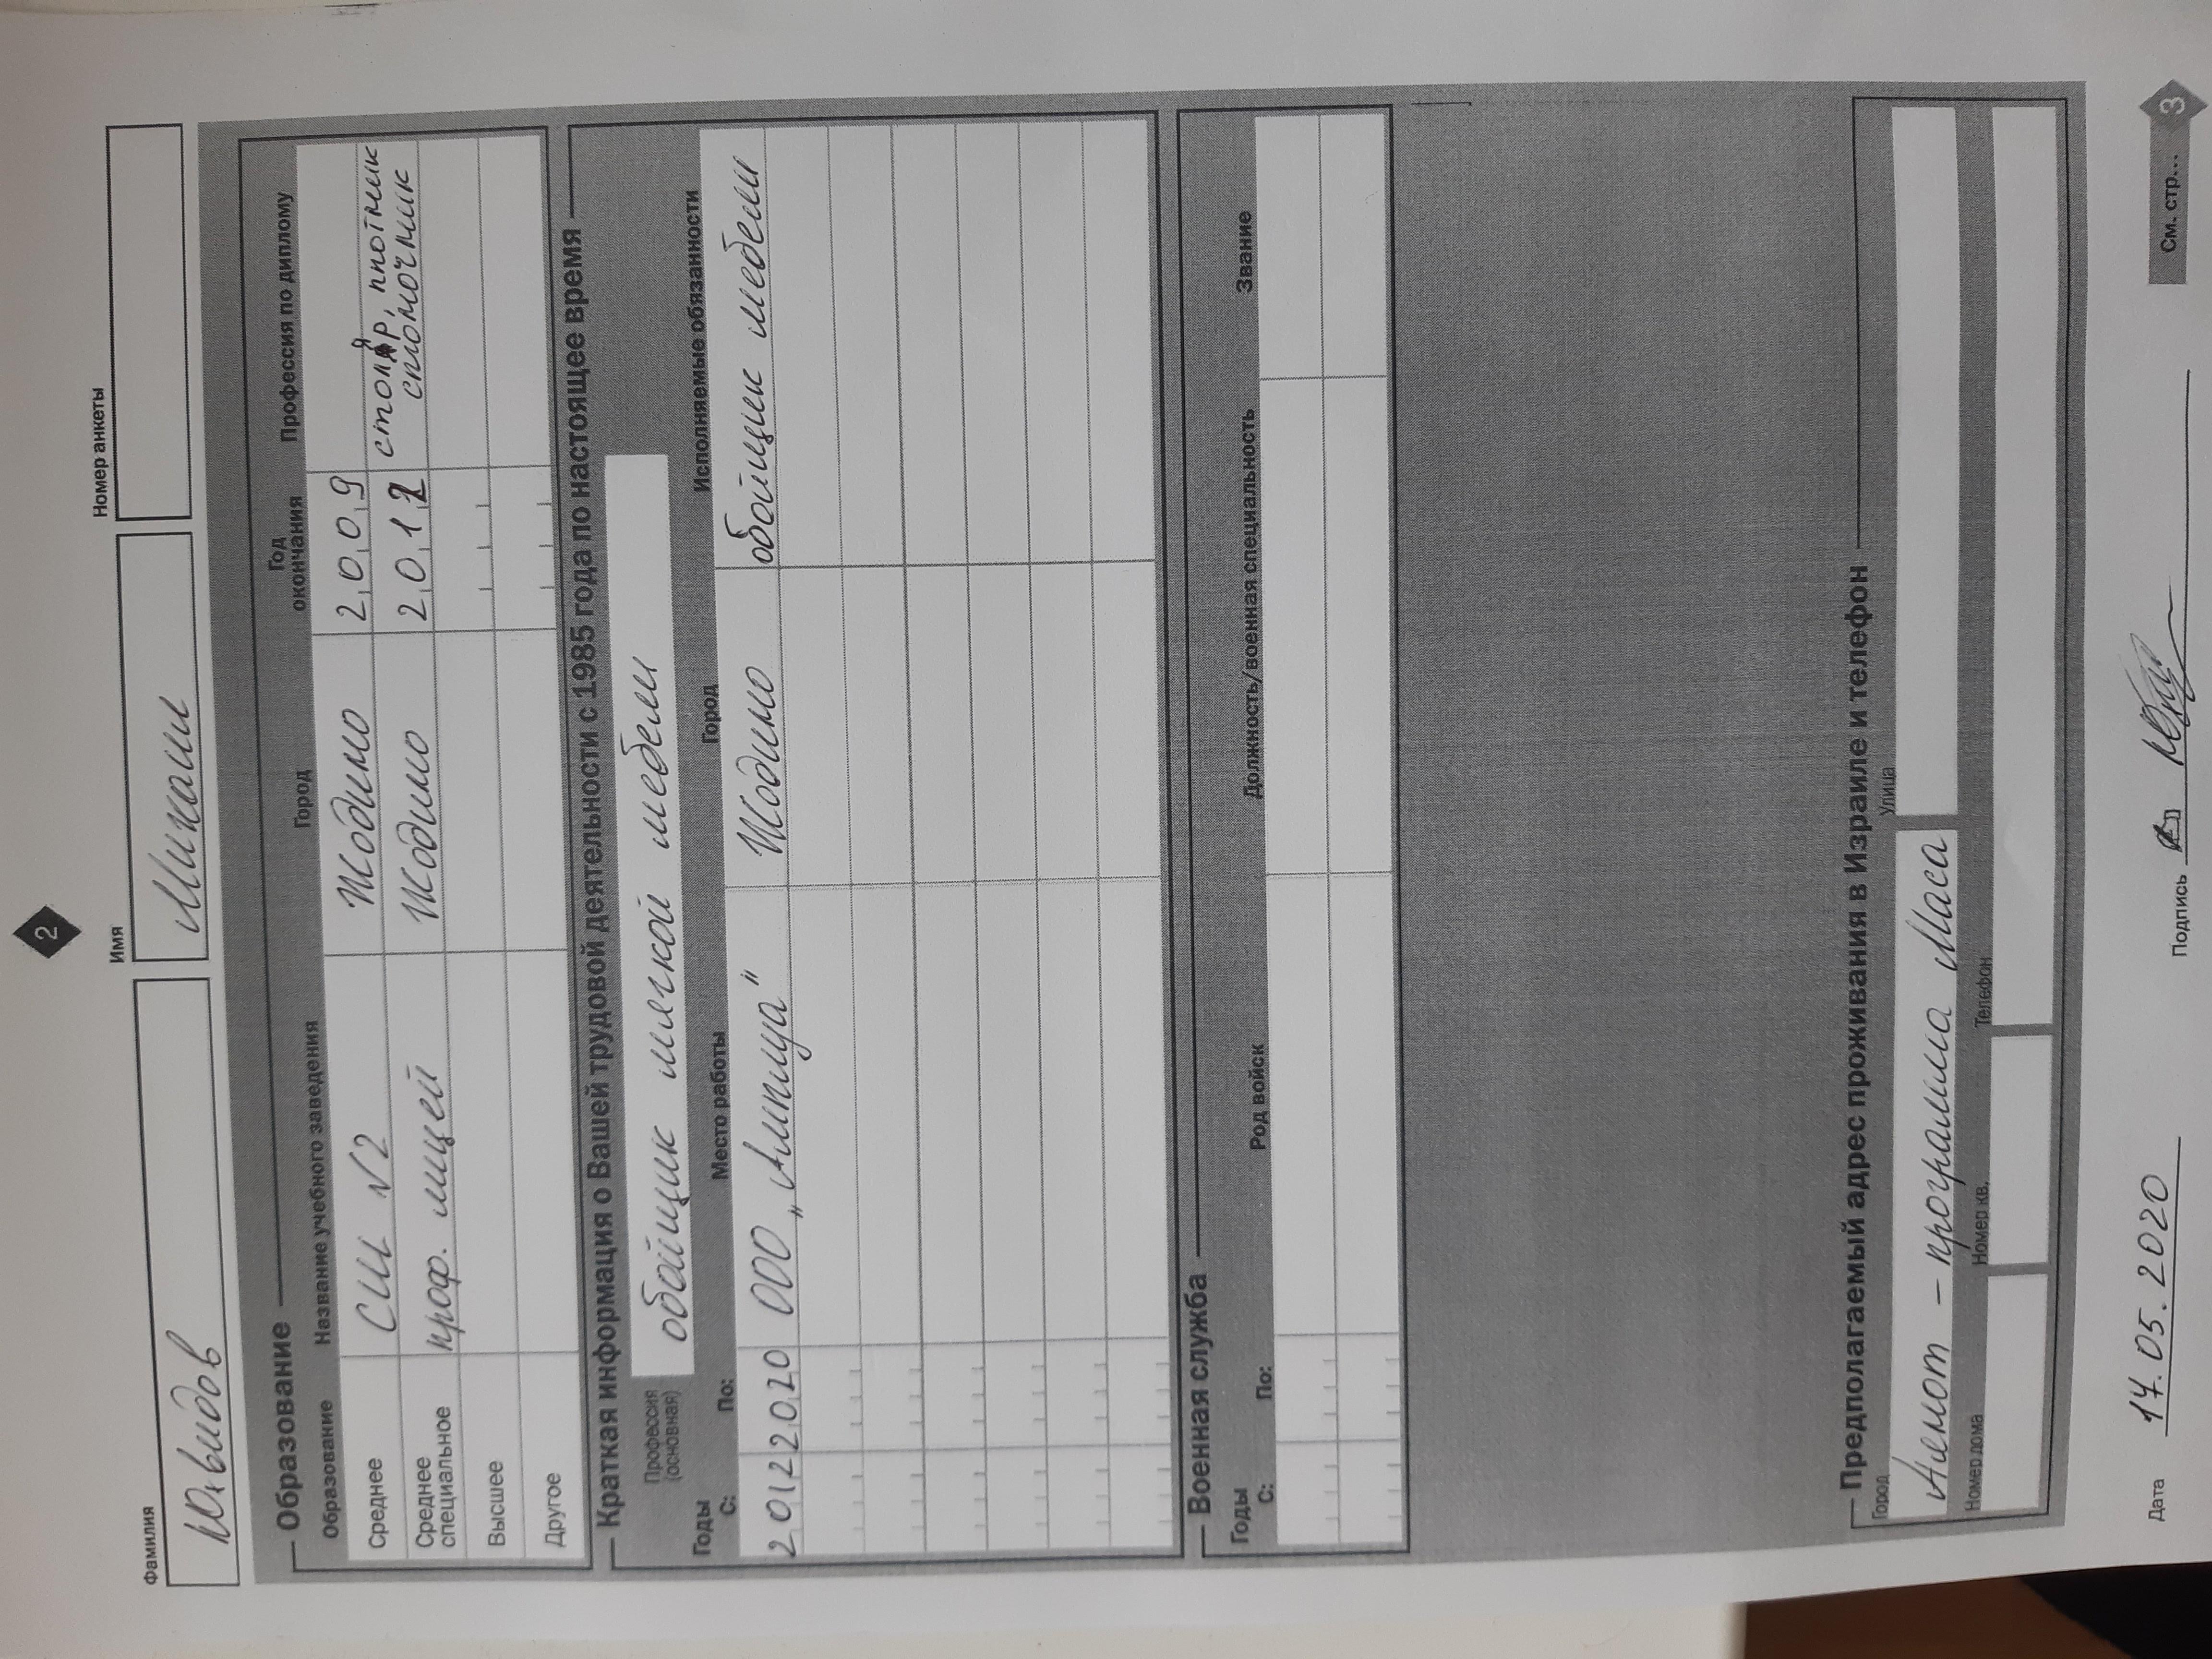 2
Фамилия Имя Номер анкеты
Юхвидов Михаил
Образование
Образование Название учебного заведения Город Год окончания Профессия по диплому
Среднее СШ №2 Жодино 2009
Среднее специальное проф. лицей Жодино 2012 столяр, плотник станочник
Высшее
Другое
Краткая информация о Вашей трудовой деятельности с 1985 года по настоящее время
Профессия (основная) обойщик мягкой мебели
Годы
С: По: Место работы Город Исполняемые обязанности
2012 2020 ООО „Амплуа" Жодино обойщик мебели
Военная служба
Годы
С: По: Род войск Должность/военная специальность Звание
Предполагаемый адрес проживания в Израиле и телефон
Город Улица
– программа Маса
Номер дома Номер кв. Телефон
Дата 17.05.2020 Подпись
См. стр... 3